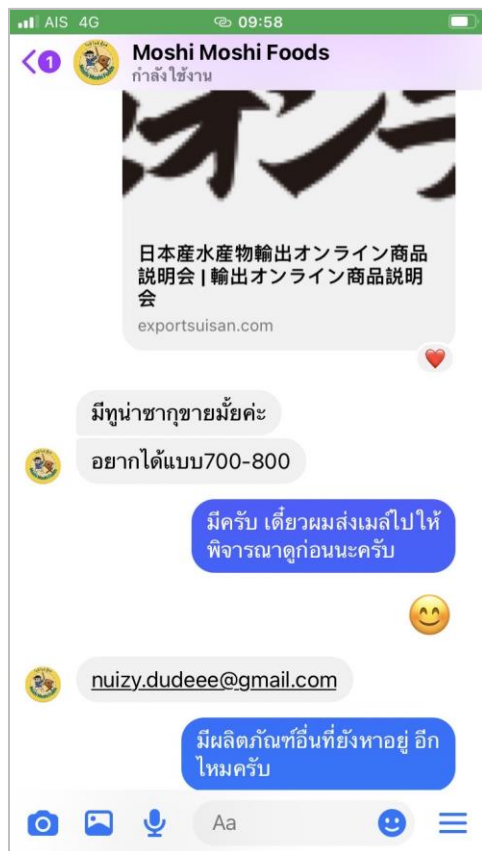 AIS 4G 09:58
1
Moshi Moshi Foods
กำลังใช้งาน
オンラ
日本産水産物輸出オンライン商品
説明会 | 輸出オンライン商品説明
会
exportsuisan.com
มีทูน่าซากุขายมั้ยค่ะ
อยากได้แบบ700-800
มีครับ เดี๋ยวผมส่งเมล์ไปให้
พิจารณาดูก่อนนะครับ
nuizy.dudeee@gmail.com
มีผลิตภัณฑ์อื่นที่ยังหาอยู่ อีก
ไหมครับ
Aa